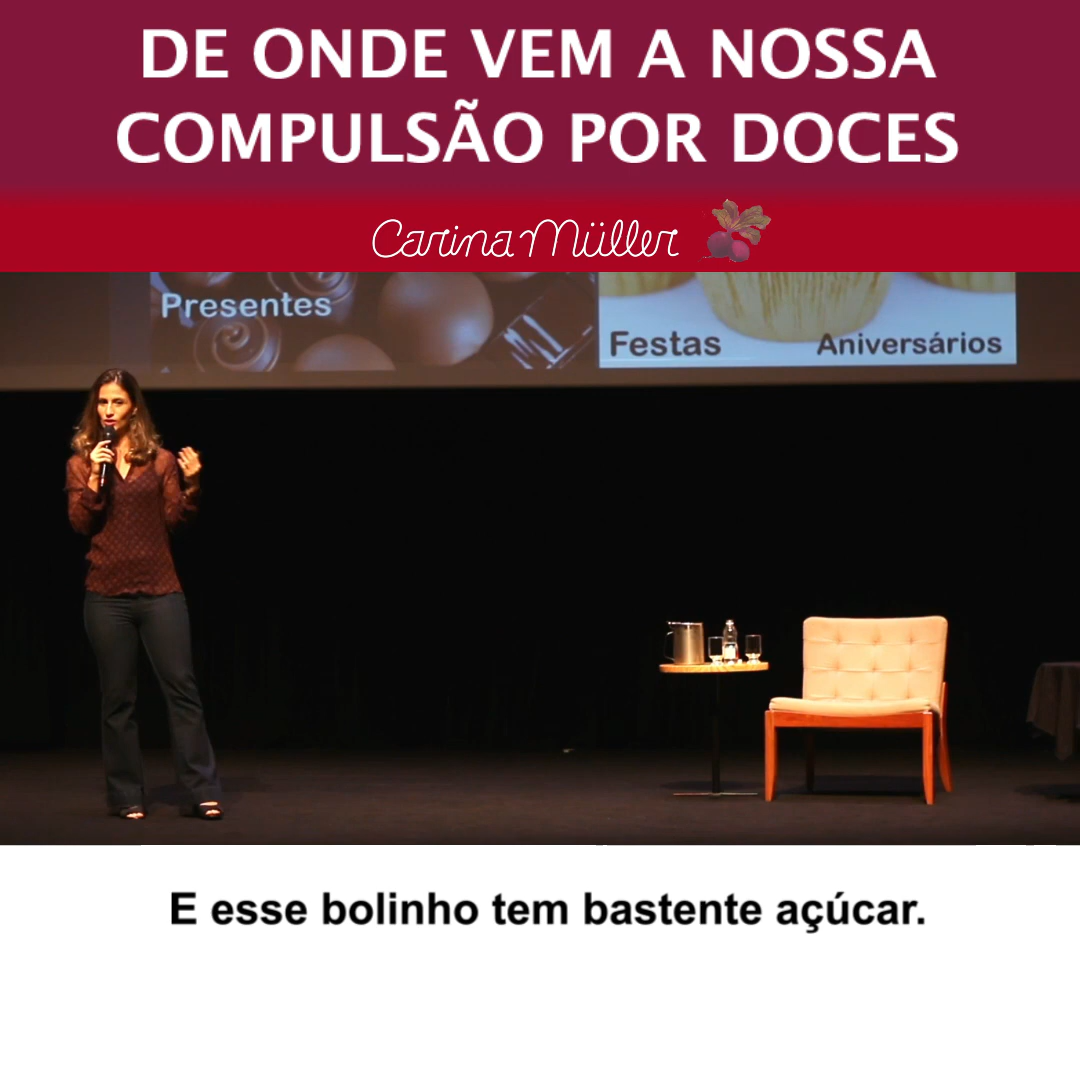 DE ONDE VEM A NOSSA
COMPULSÃO POR DOCES
Carina Müller
Presentes
Festas
Aniversários
E esse bolinho tem bastente açúcar.